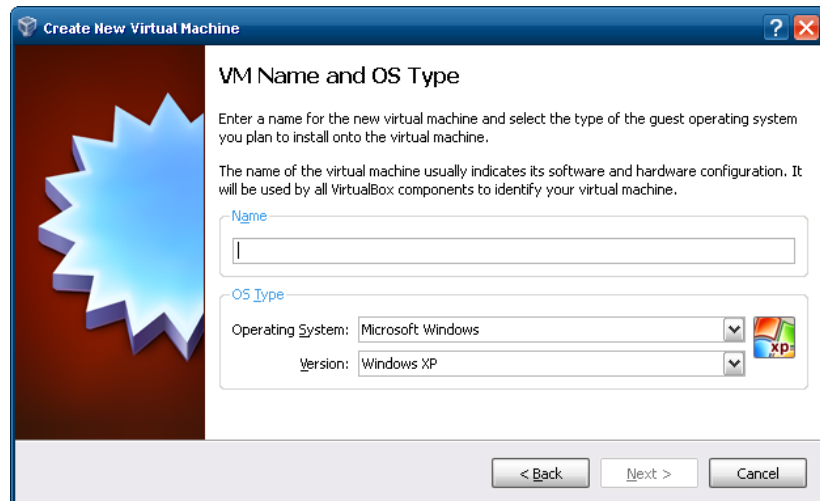 Create New Virtual Machine
VM Name and OS Type
Enter a name for the new virtual machine and select the type of the guest operating system
you plan to install onto the virtual machine.
The name of the virtual machine usually indicates its software and hardware configuration. It
will be used by all VirtualBox components to identify your virtual machine.
Name
OS Type
Operating System: Microsoft Windows
Version: Windows XP
xp
< Back Next > Cancel